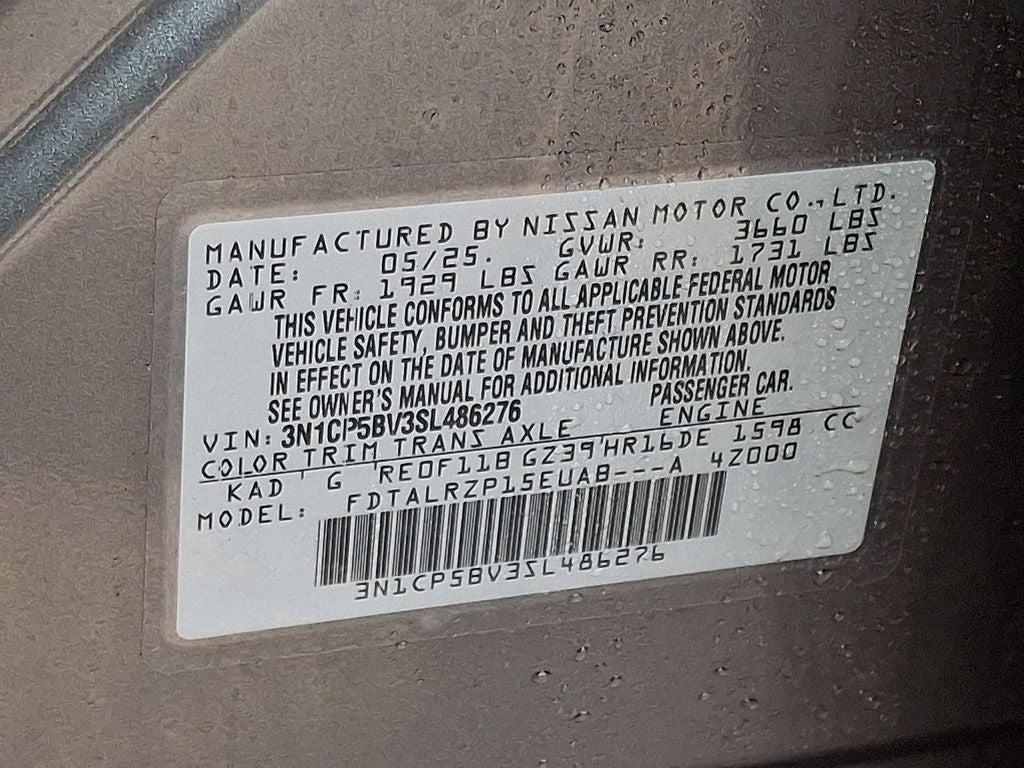 MANUFACTURED BY NISSAN MOTOR CO., LTD.
DATE: 05/25. GVWR: 3660 LBS
GAWR FR: 1929 LBS GAWR RR: 1731 LBS
THIS VEHICLE CONFORMS TO ALL APPLICABLE FEDERAL MOTOR
VEHICLE SAFETY, BUMPER AND THEFT PREVENTION STANDARDS
IN EFFECT ON THE DATE OF MANUFACTURE SHOWN ABOVE.
SEE OWNER'S MANUAL FOR ADDITIONAL INFORMATION.
VIN: 3N1CP5BV3SL486276 PASSENGER CAR.
COLOR TRIM TRANS AXLE ENGINE
KAD G RE0F11B GZ39 HR16DE 1598 CC
MODEL: FDTALRZP15EUAB---A 4Z000
3N1CP5BV3SL486276